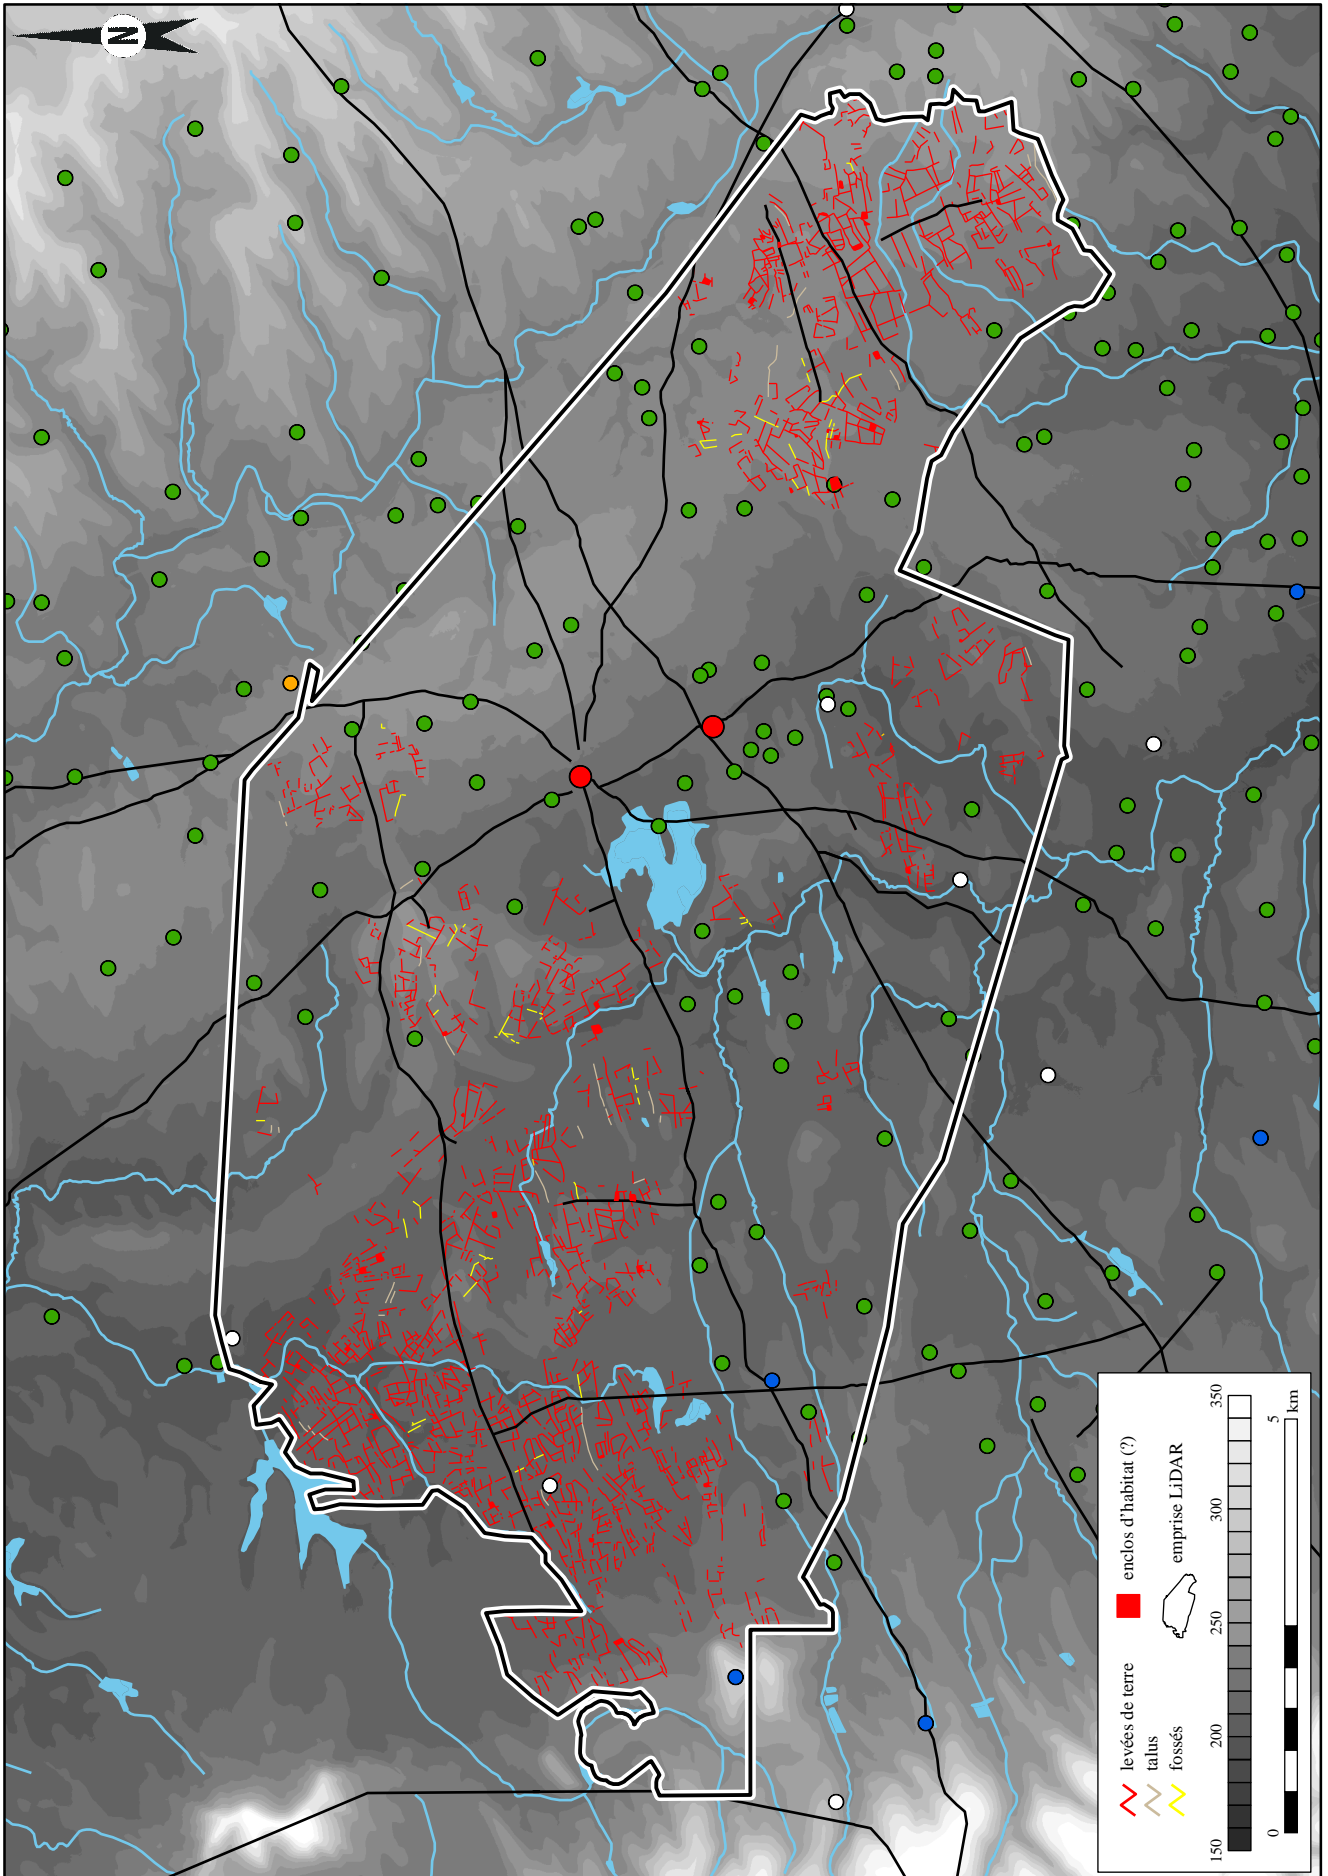 N
levées de terre
talus
fossés
enclos d'habitat (?)
emprise LiDAR
150 200 250 300 350
0 5
km